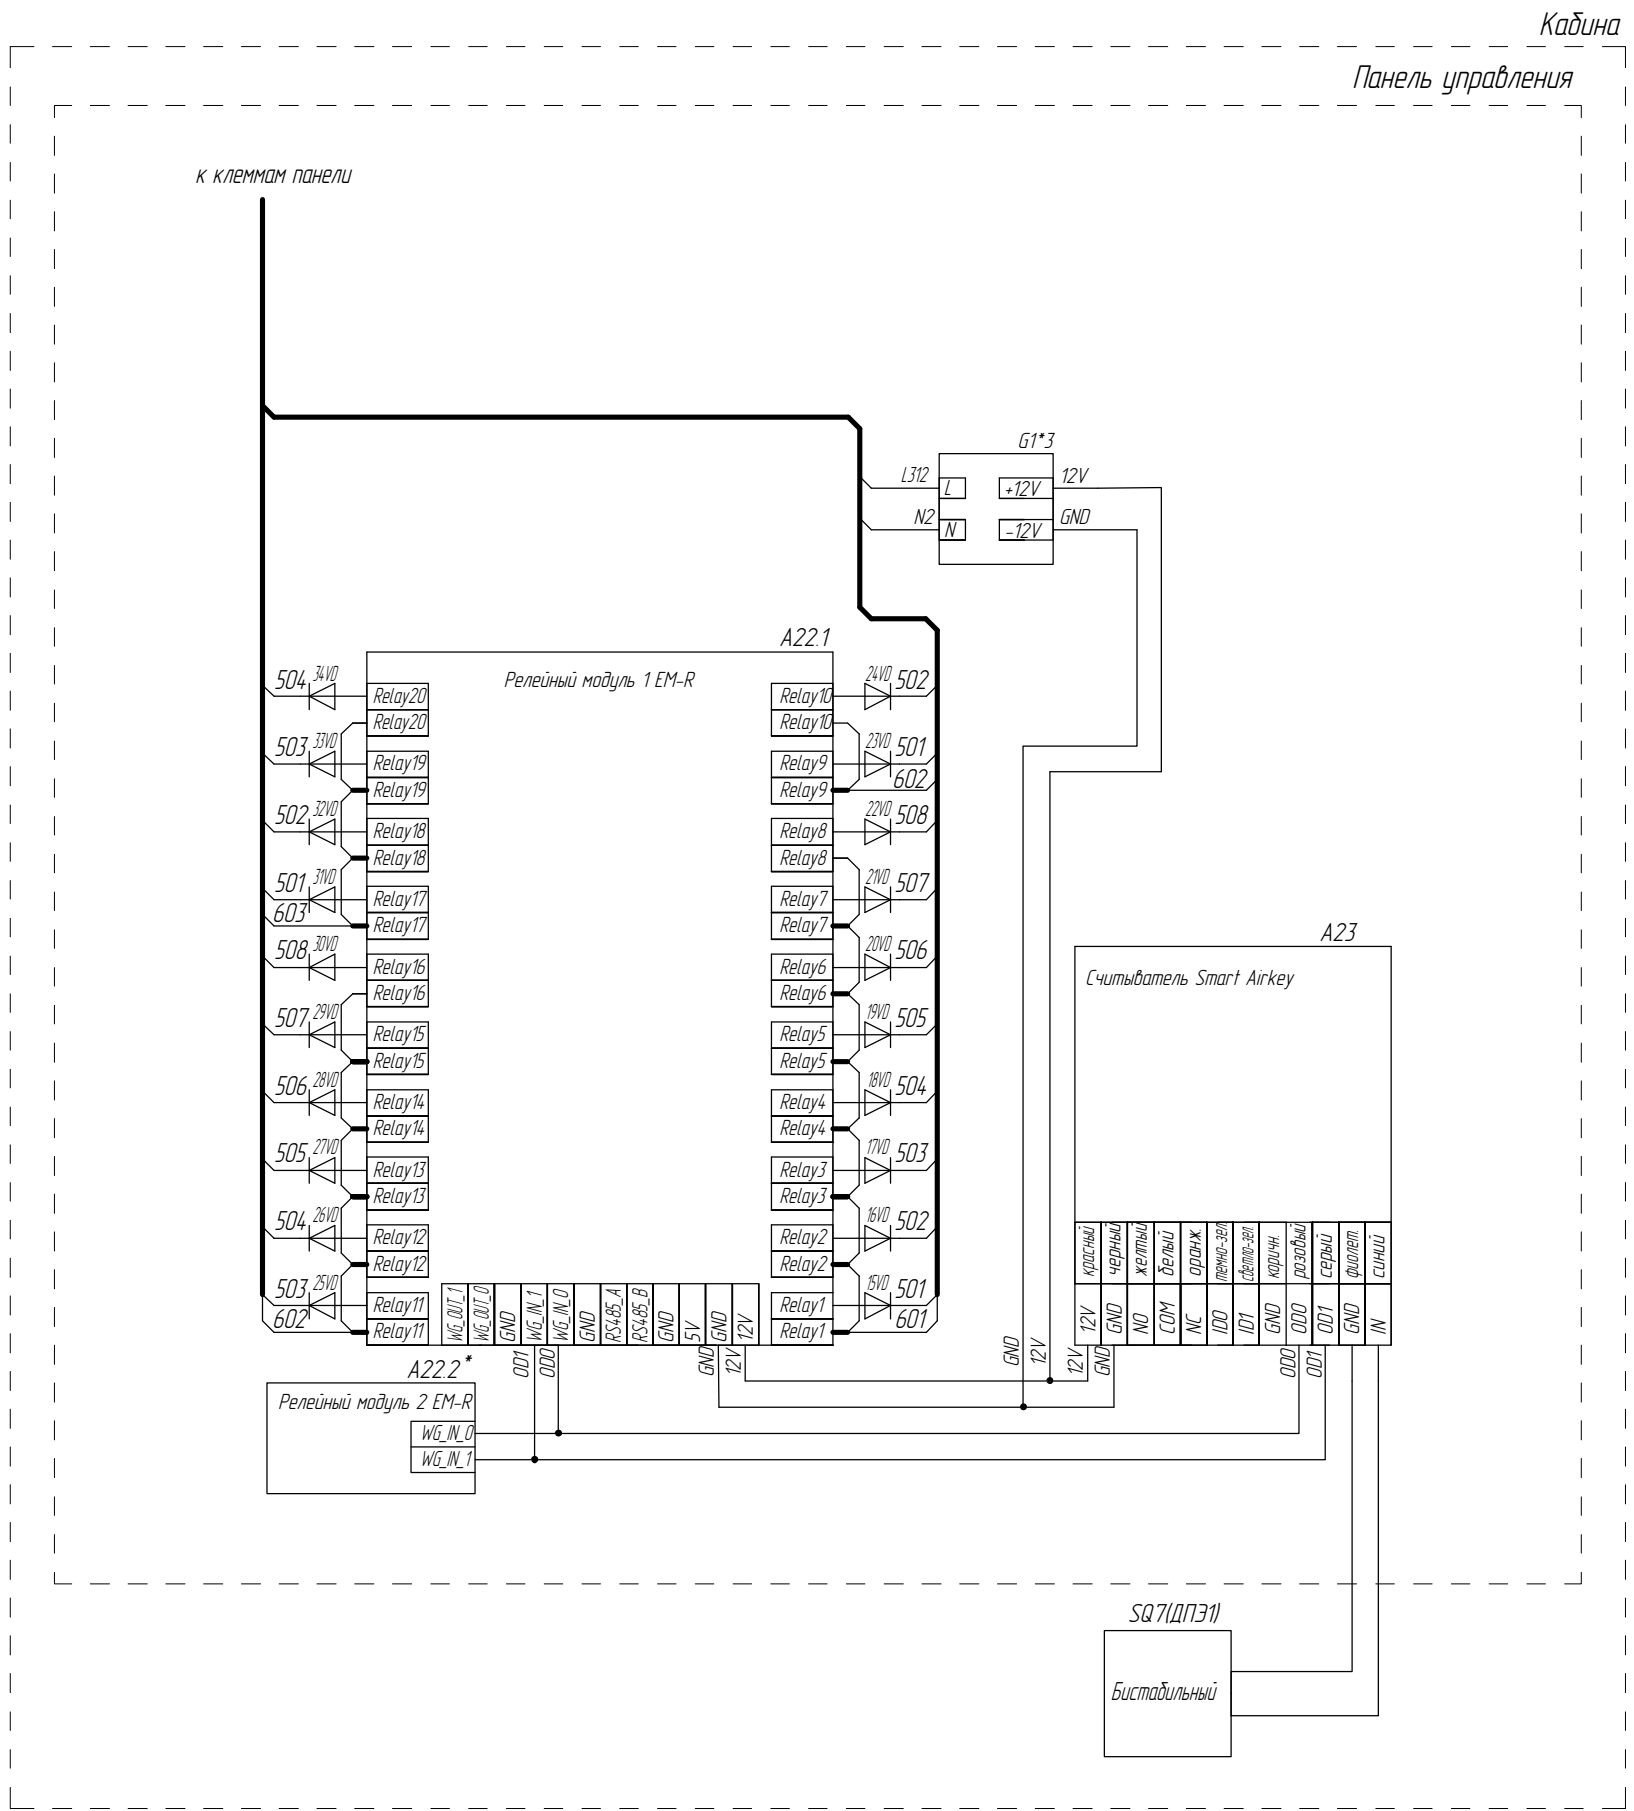 Кабина
Панель управления
к клеммам панели
G1*3
L312
L
+12V
12V
N2
N
-12V
GND
A22.1
Релейный модуль 1 EM-R
504
34VD
Relay20
Relay20
503
33VD
Relay19
Relay19
502
32VD
Relay18
Relay18
501
31VD
Relay17
603
Relay17
508
30VD
Relay16
Relay16
507
29VD
Relay15
Relay15
506
28VD
Relay14
Relay14
505
27VD
Relay13
Relay13
504
26VD
Relay12
Relay12
503
25VD
Relay11
602
Relay11
Relay10
24VD
502
Relay10
Relay9
23VD
501
Relay9
602
Relay8
22VD
508
Relay8
Relay7
21VD
507
Relay7
Relay6
20VD
506
Relay6
Relay5
19VD
505
Relay5
Relay4
18VD
504
Relay4
Relay3
17VD
503
Relay3
Relay2
16VD
502
Relay2
Relay1
15VD
501
Relay1
601
WG_OUT_1
WG_OUT_0
GND
WG_IN_1
WG_IN_0
GND
RS485_A
RS485_B
GND
5V
GND
12V
OD1
OD0
GND
12V
GND
12V
A22.2*
Релейный модуль 2 EM-R
WG_IN_0
WG_IN_1
A23
Считыватель Smart Airkey
красный
черный
желтый
белый
оранж.
темно-зел.
светло-зел.
коричн.
розовый
серый
фиолет.
синий
12V
GND
NO
COM
NC
ID0
ID1
GND
OD0
OD1
GND
IN
12V
GND
OD0
OD1
SQ7(ДПЭ1)
Бистабильный